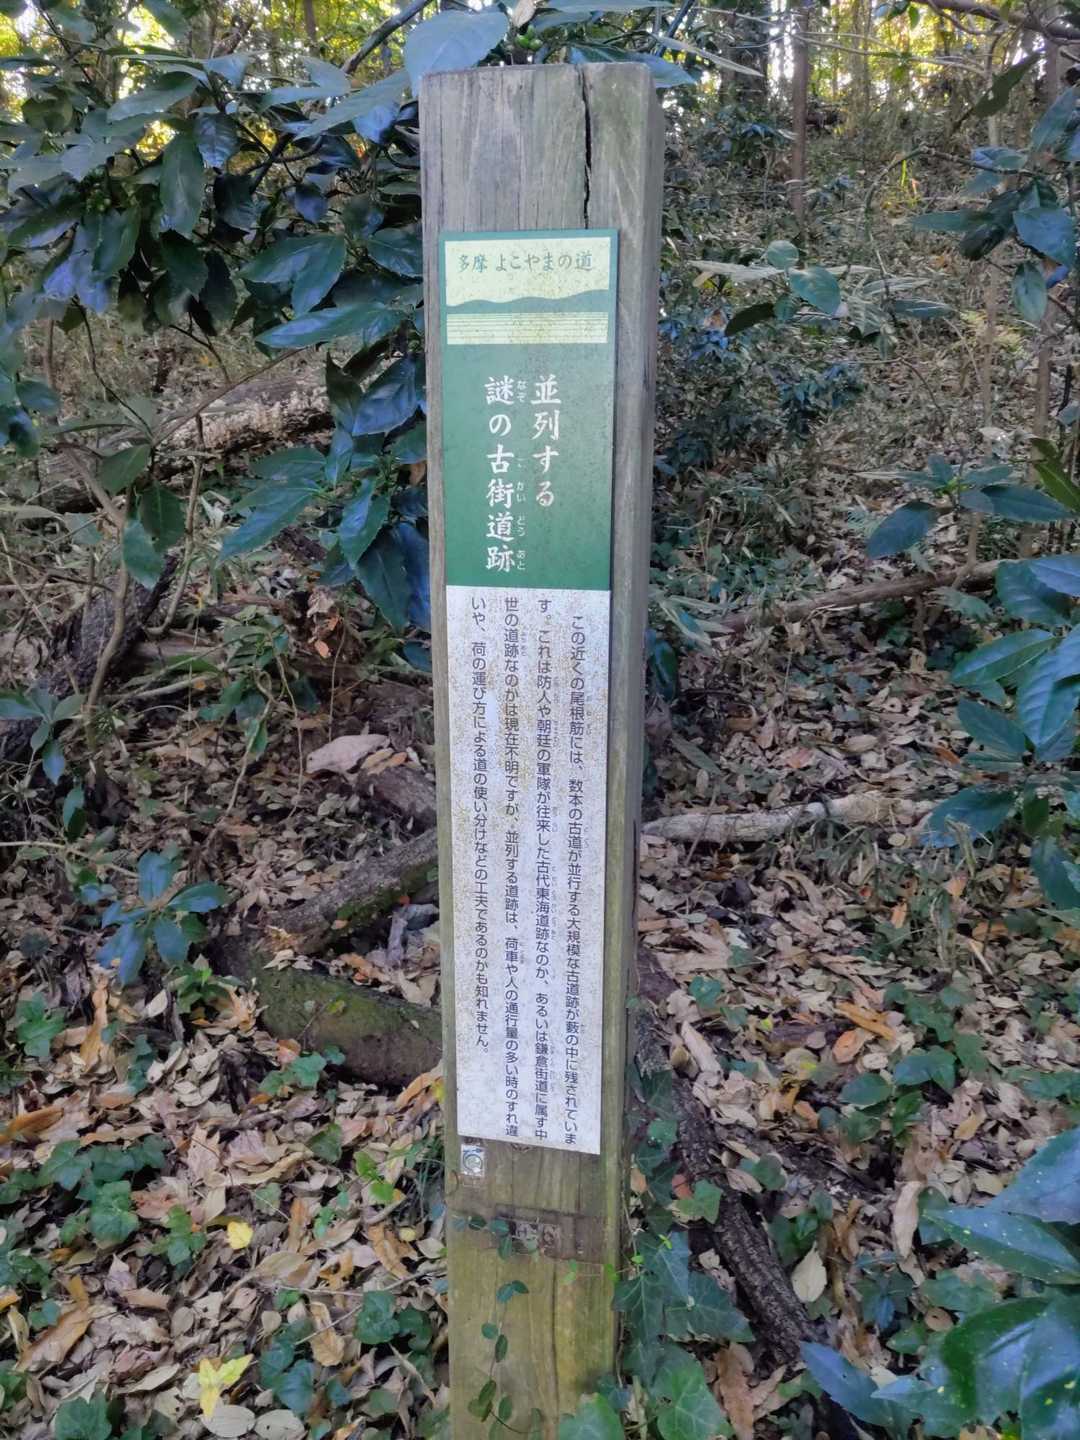 多摩 よこやまの道
並列する
謎の古街道跡
この近くの尾根筋には、数本の古道が並行する大規模な古道跡が藪の中に残されていま
す。これは防人や朝廷の軍隊が往来した古代東海道跡なのか、あるいは鎌倉街道に属す中
世の道跡なのかは現在不明ですが、並列する道跡は、荷車や人の通行量の多い時のすれ違
いや、荷の運び方による道の使い分けなどの工夫であるのかも知れません。